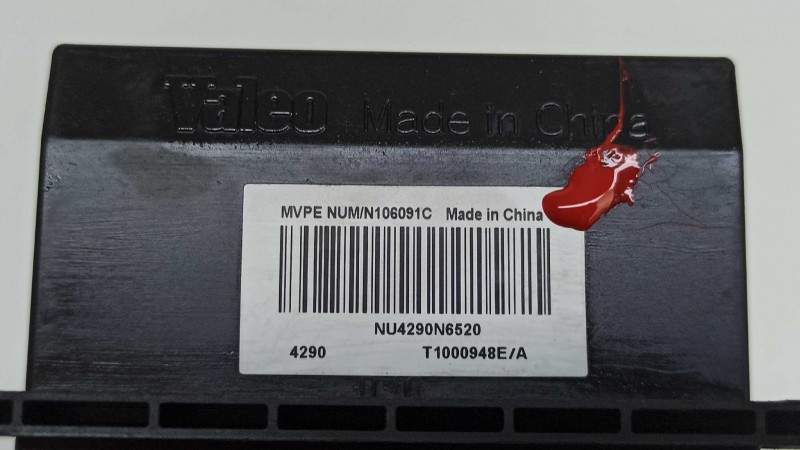 Valeo Made in China
MVPE NUM/N106091C Made in China
NU4290N6520
4290 T1000948E/A